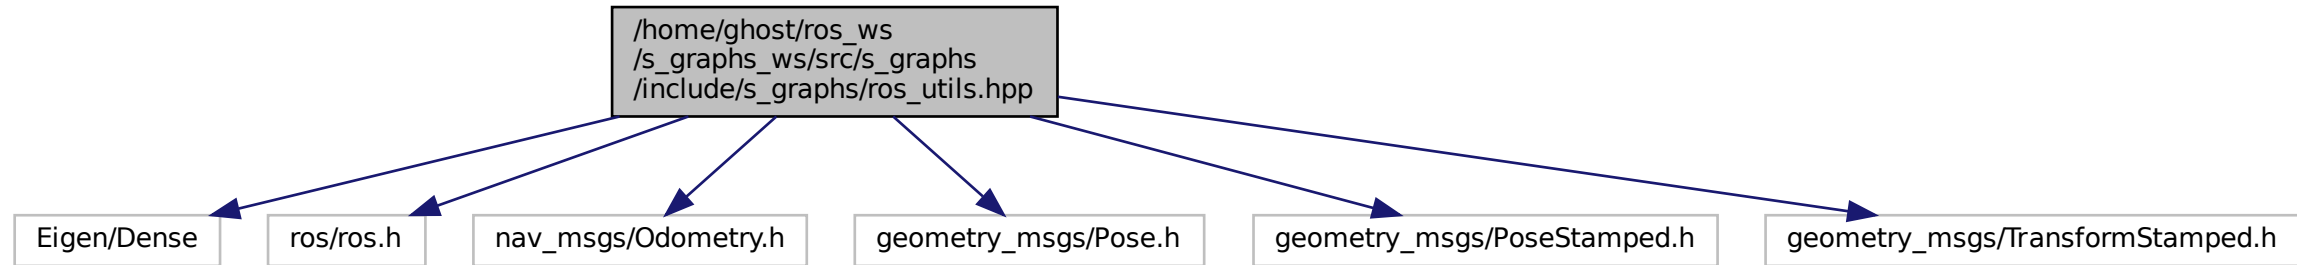 /home/ghost/ros_ws
/s_graphs_ws/src/s_graphs
/include/s_graphs/ros_utils.hpp
Eigen/Dense
ros/ros.h
nav_msgs/Odometry.h
geometry_msgs/Pose.h
geometry_msgs/PoseStamped.h
geometry_msgs/TransformStamped.h